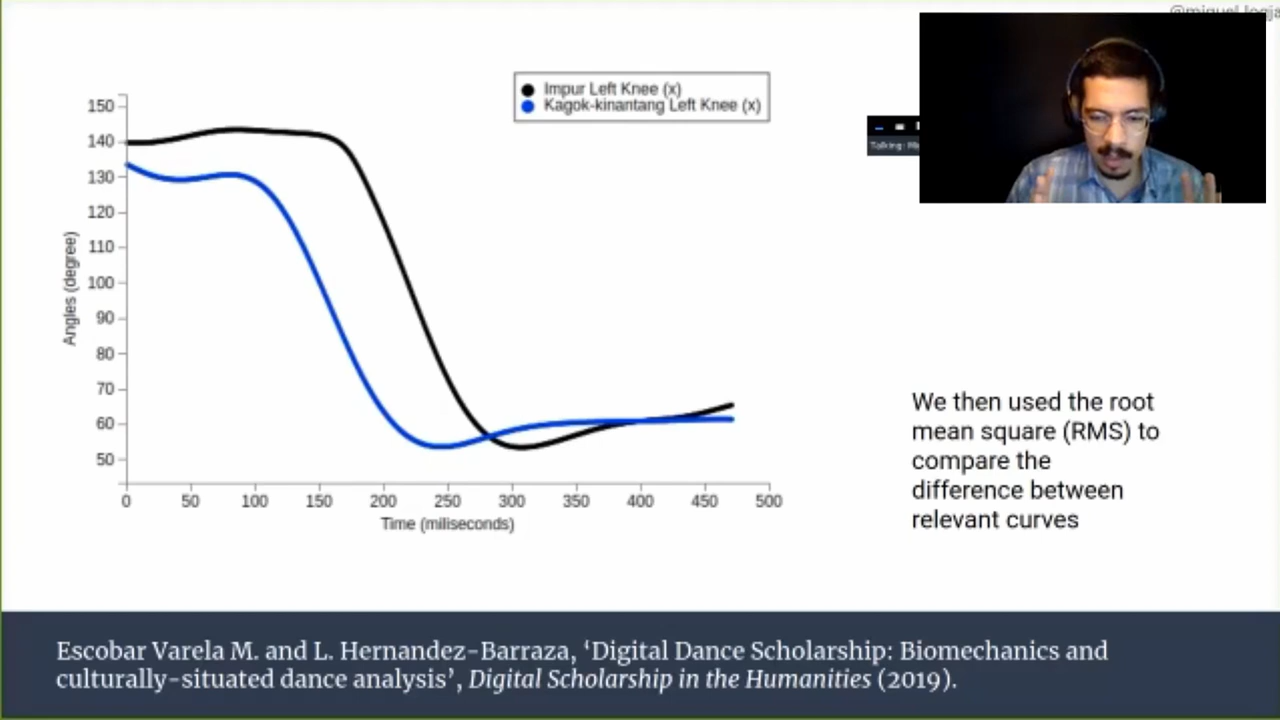 Impur Left Knee (x)
Kagok-kinantang Left Knee (x)
150
140
130
120
110
100
90
80
70
60
50
Angles (degree)
0 50 100 150 200 250 300 350 400 450 500
Time (miliseconds)
Talking:
We then used the root
mean square (RMS) to
compare the
difference between
relevant curves
Escobar Varela M. and L. Hernandez-Barraza, ‘Digital Dance Scholarship: Biomechanics and
culturally-situated dance analysis’, Digital Scholarship in the Humanities (2019).